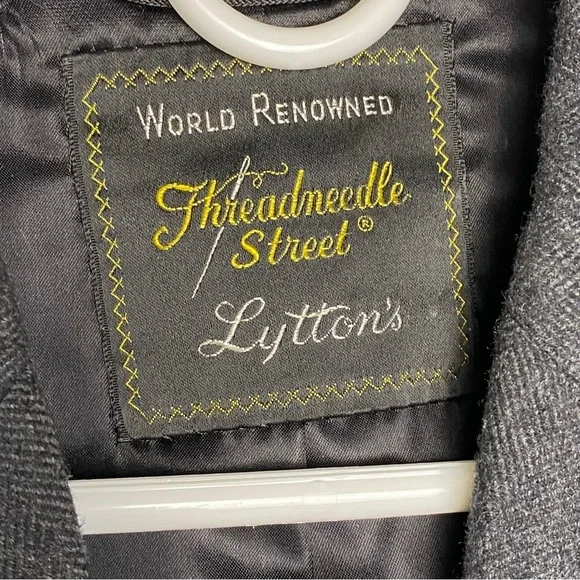 World Renowned
Threadneedle
Street®
Lytton's